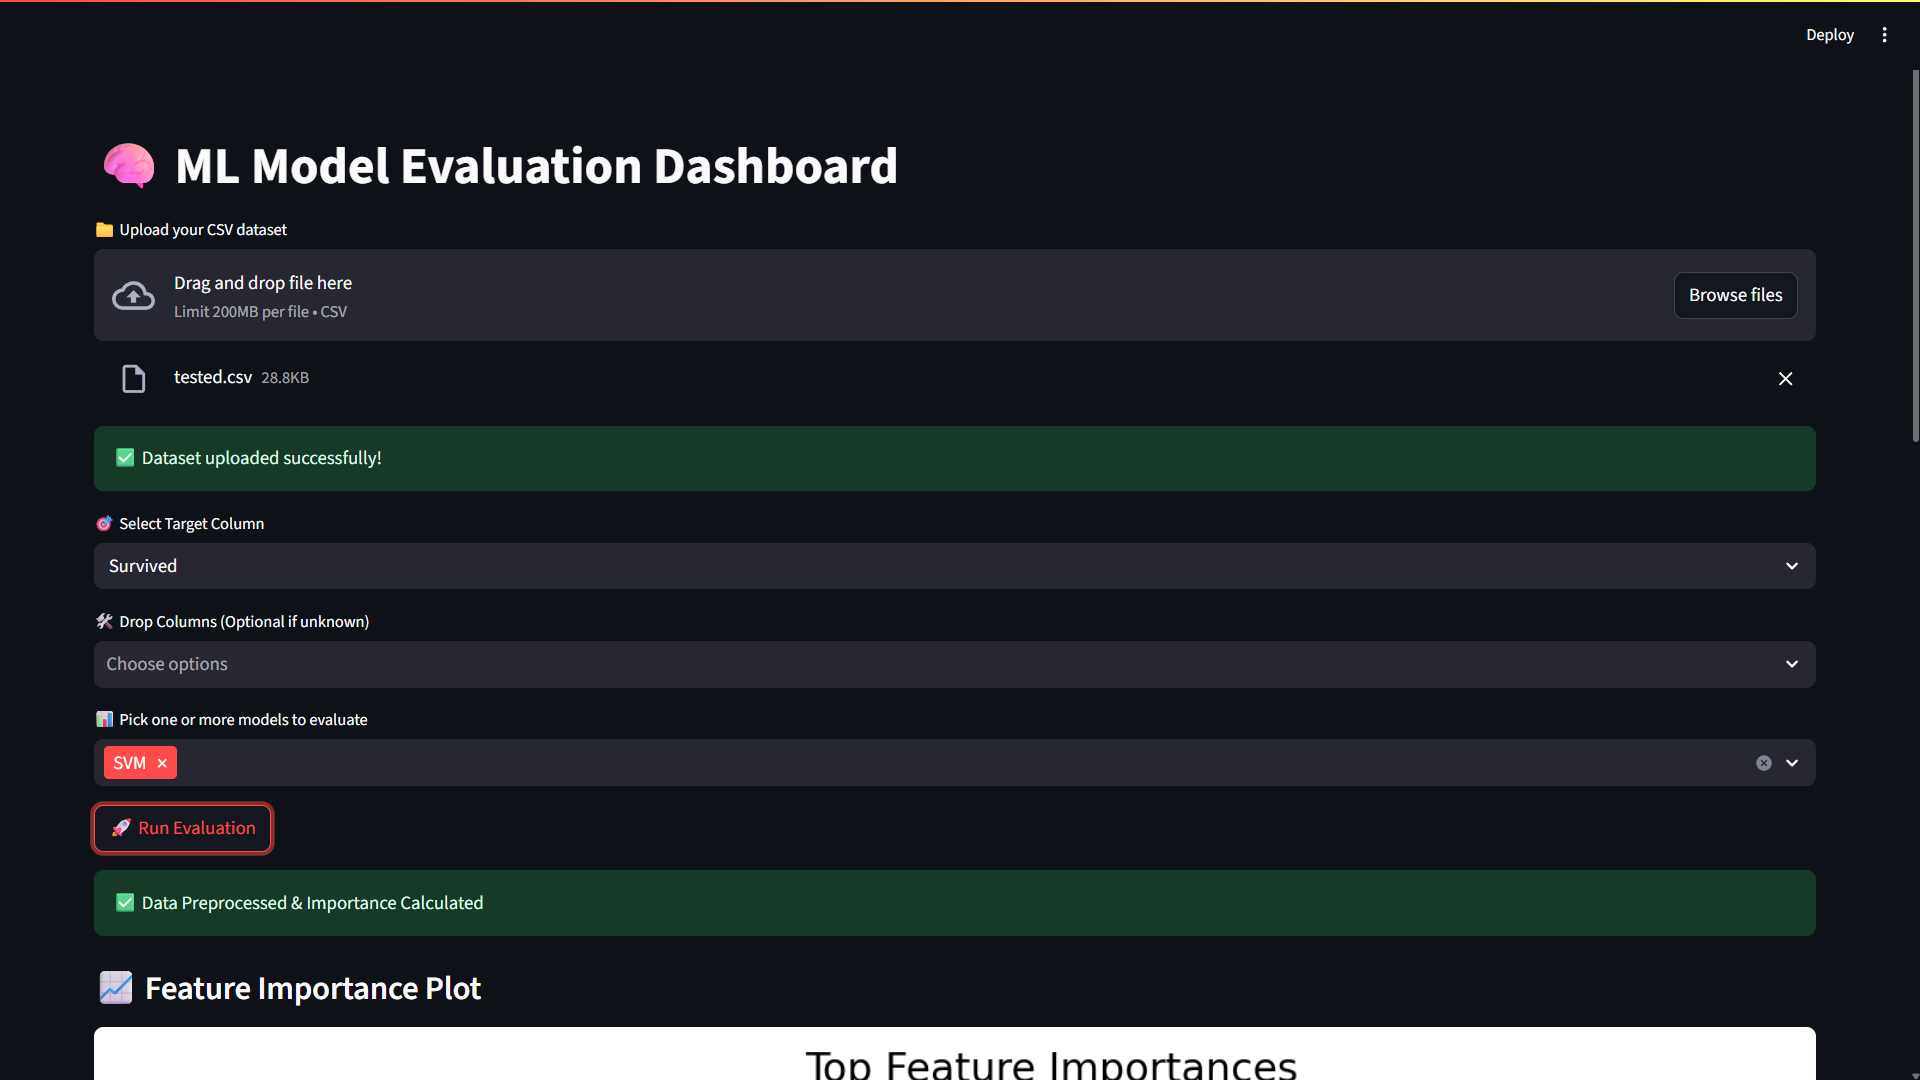 Deploy
ML Model Evaluation Dashboard
Upload your CSV dataset
Drag and drop file here
Limit 200MB per file • CSV
Browse files
tested.csv 28.8KB
Dataset uploaded successfully!
Select Target Column
Survived
Drop Columns (Optional if unknown)
Choose options
Pick one or more models to evaluate
SVM
Run Evaluation
Data Preprocessed & Importance Calculated
Feature Importance Plot
Top Feature Importances